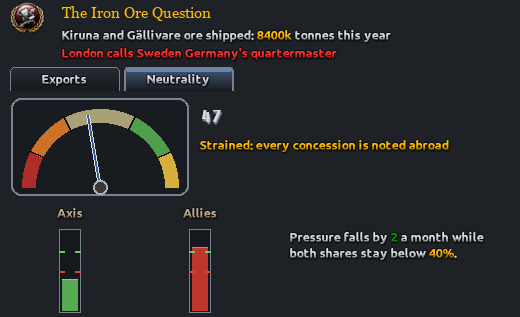 The Iron Ore Question
Kiruna and Gällivare ore shipped: 8400k tonnes this year
London calls Sweden Germany's quartermaster
Exports
Neutrality
47
Strained: every concession is noted abroad
Axis
Allies
Pressure falls by 2 a month while
both shares stay below 40%.